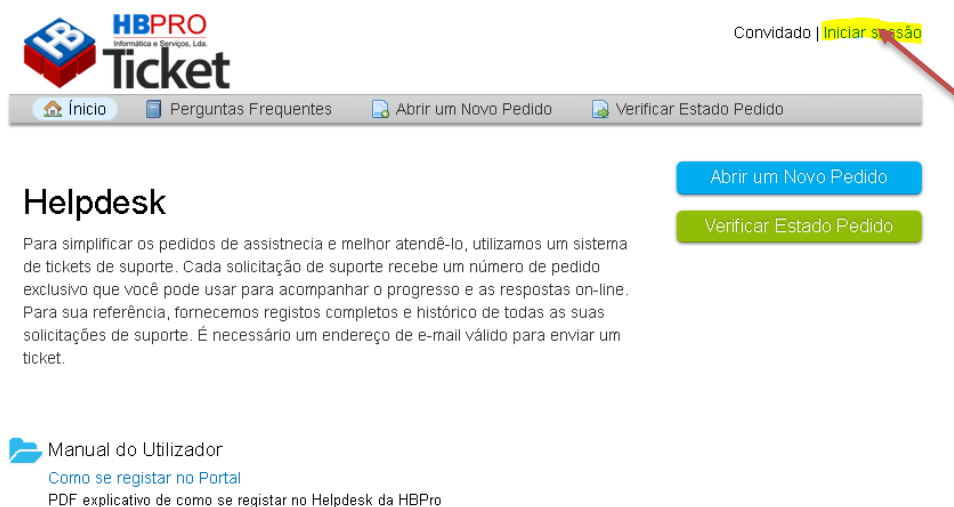 HBPRO
Informática e Serviços, Lda.
Ticket
Convidado | Iniciar sessão
Ínicio
Perguntas Frequentes
Abrir um Novo Pedido
Verificar Estado Pedido
Abrir um Novo Pedido
Verificar Estado Pedido
Helpdesk
Para simplificar os pedidos de assistnecia e melhor atendê-lo, utilizamos um sistema
de tickets de suporte. Cada solicitação de suporte recebe um número de pedido
exclusivo que você pode usar para acompanhar o progresso e as respostas on-line.
Para sua referência, fornecemos registos completos e histórico de todas as suas
solicitações de suporte. É necessário um endereço de e-mail válido para enviar um
ticket.
Manual do Utilizador
Como se registar no Portal
PDF explicativo de como se registar no Helpdesk da HBPro